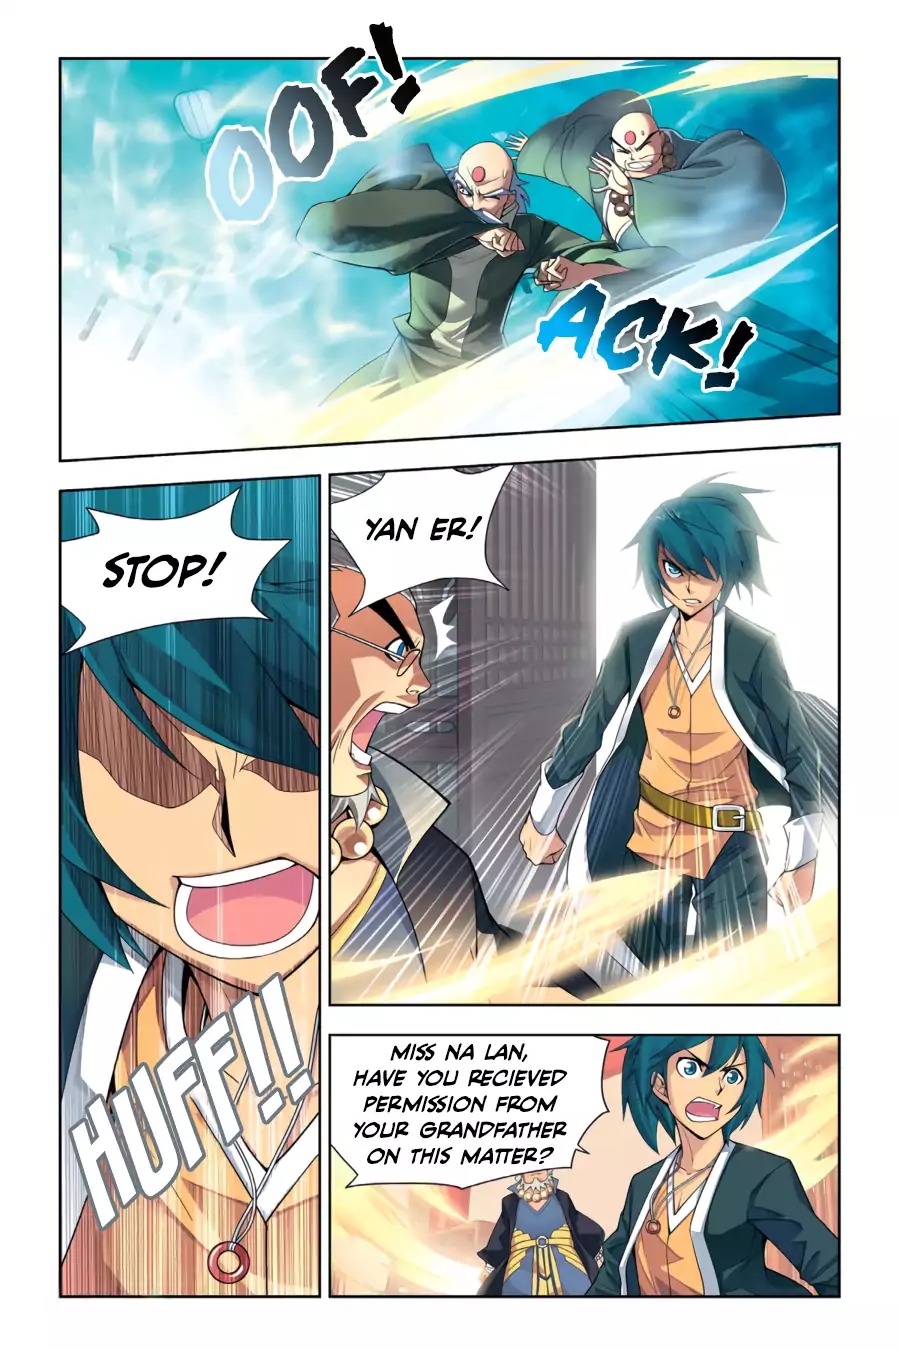 OOF!
ACK!
STOP!
YAN ER!
HUFF!!
MISS NA LAN,
HAVE YOU RECIEVED
PERMISSION FROM
YOUR GRANDFATHER
ON THIS MATTER?